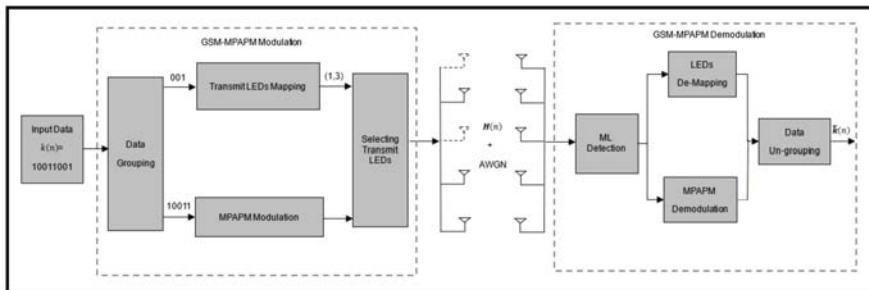 GSM-MPAPM Modulation
GSM-MPAPM Demodulation
001
(1,3)
Transmit LEDs Mapping
LEDs
De-Mapping
Input Data
k(n)=
10011001
Data
Grouping
Selecting
Transmit
LEDs
H(n)
+
AWGN
ML
Detection
Data
Un-grouping
k̂(n)
10011
MPAPM Modulation
MPAPM
Demodulation